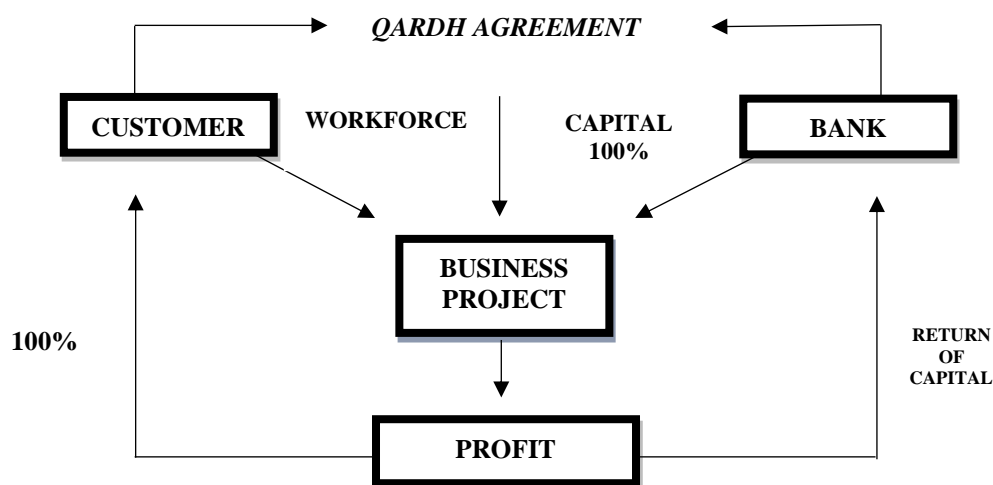 QARDH AGREEMENT
CUSTOMER
WORKFORCE
CAPITAL
100%
BANK
BUSINESS
PROJECT
100%
RETURN
OF
CAPITAL
PROFIT